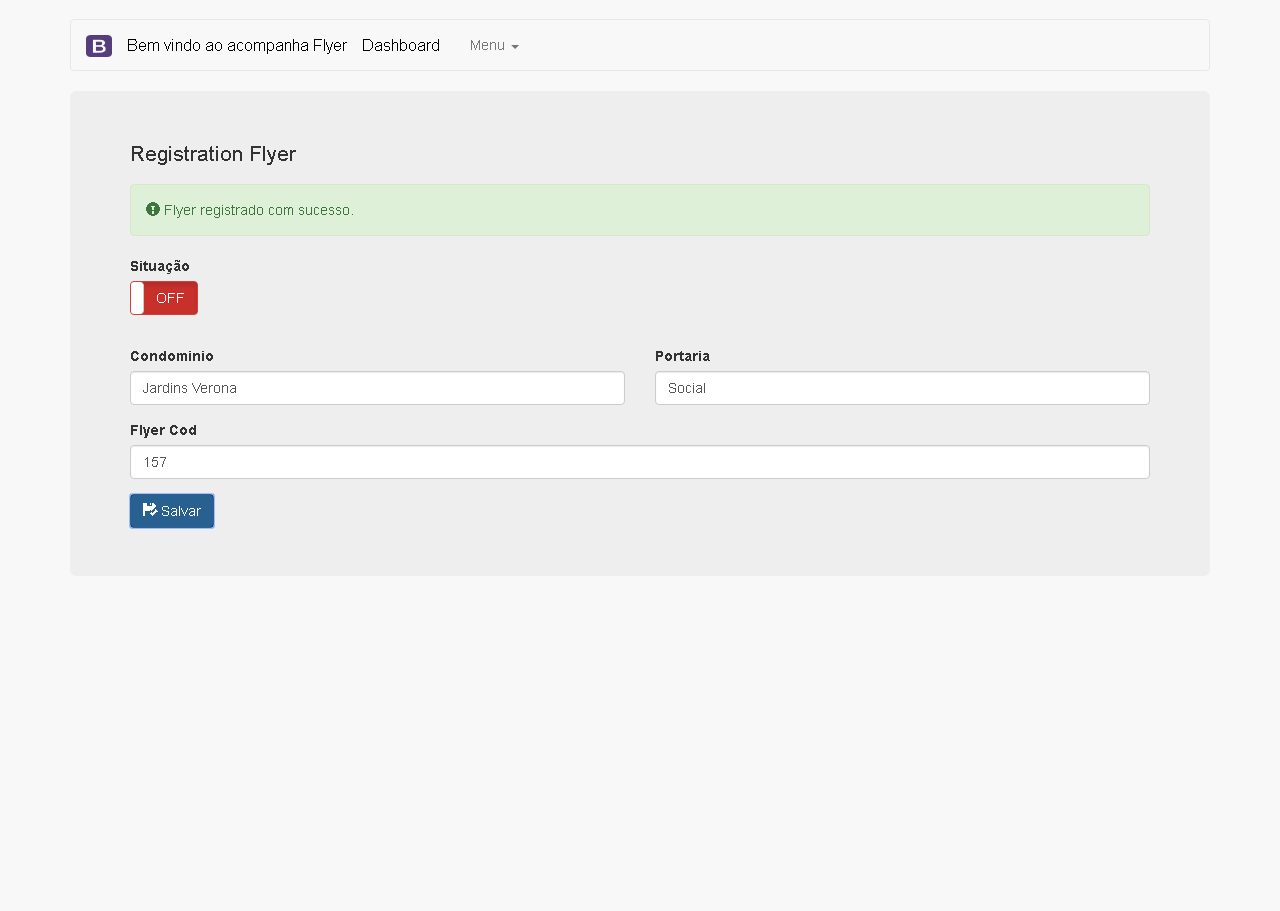 B Bem vindo ao acompanha Flyer Dashboard Menu
Registration Flyer
Flyer registrado com sucesso.
Situação
OFF
Condominio Portaria
Jardins Verona Social
Flyer Cod
157
Salvar